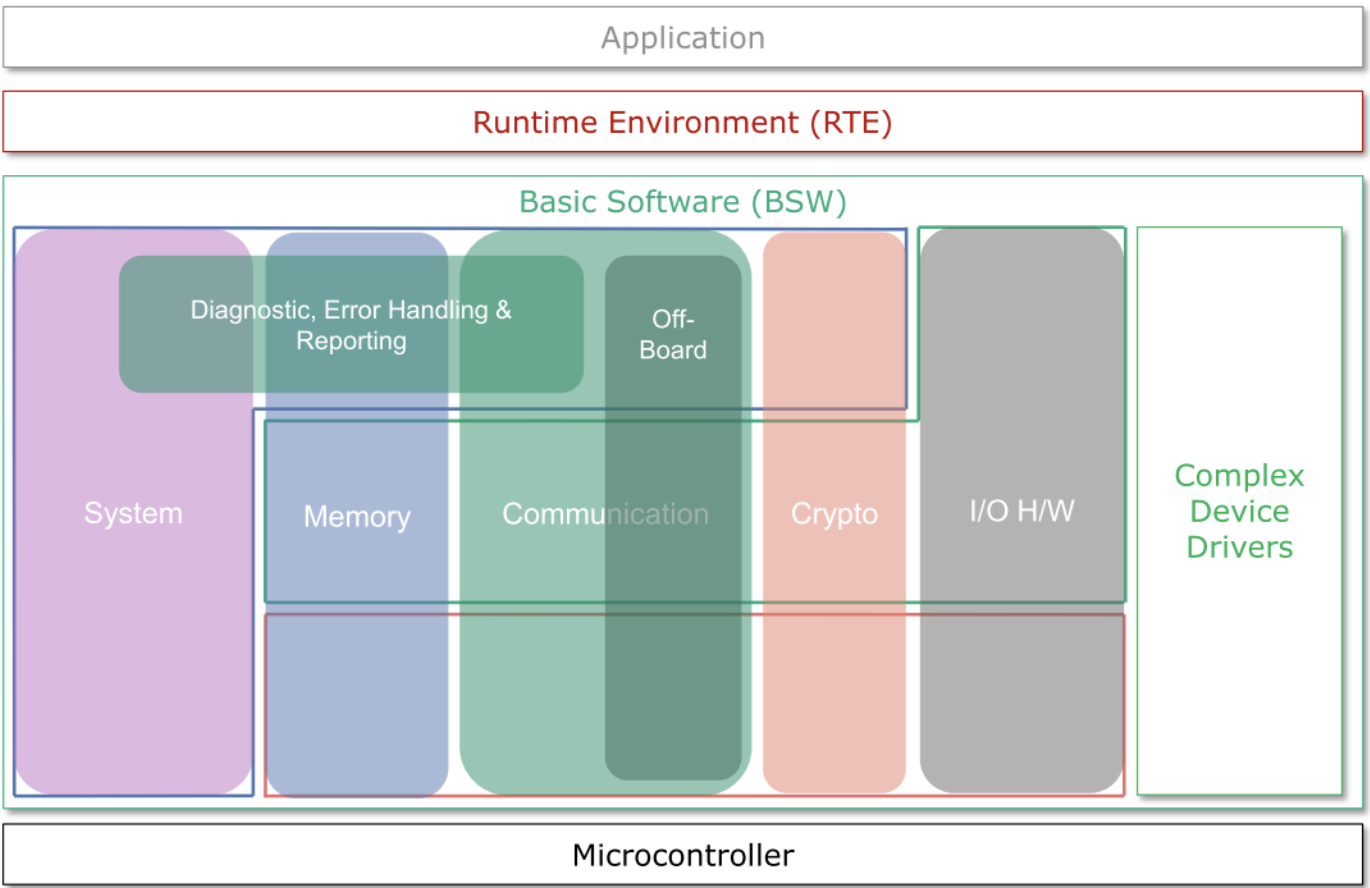 Application
Runtime Environment (RTE)
Basic Software (BSW)
Diagnostic, Error Handling &
Reporting
Off-
Board
System
Memory
Communication
Crypto
I/O H/W
Complex
Device
Drivers
Microcontroller